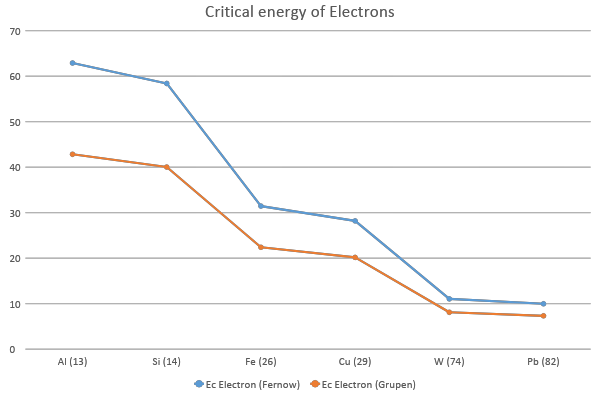 Critical energy of Electrons
70
60
50
40
30
20
10
0
Al (13) Si (14) Fe (26) Cu (29) W (74) Pb (82)
Ec Electron (Fernow) Ec Electron (Grupen)